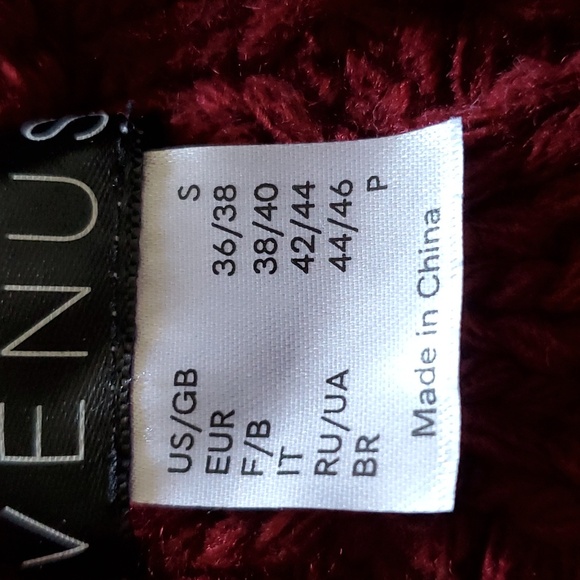 VENUS
US/GB S
EUR 36/38
F/B 38/40
IT 42/44
RU/UA 44/46
BR P
Made in China